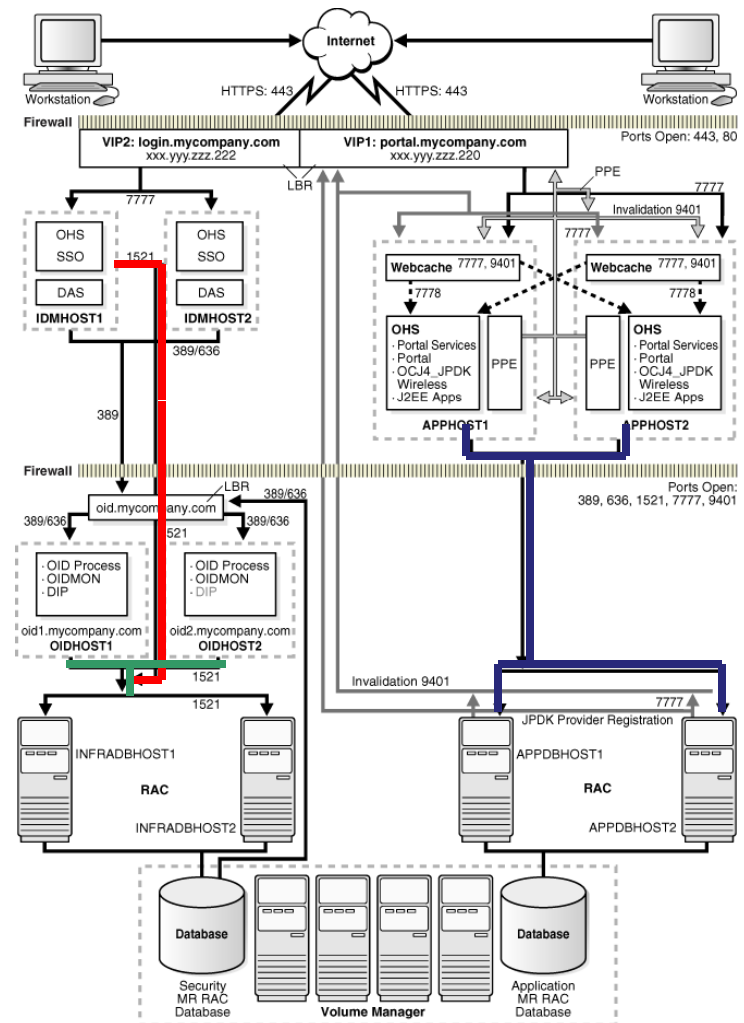 Internet
Workstation
Workstation
HTTPS: 443
HTTPS: 443
Firewall
Ports Open: 443, 80
VIP2: login.mycompany.com
xxx.yyy.zzz.222
VIP1: portal.mycompany.com
xxx.yyy.zzz.220
LBR
PPE
7777
7777
Invalidation 9401
7777
OHS
SSO
DAS
IDMHOST1
1521
OHS
SSO
DAS
IDMHOST2
Webcache 7777, 9401
Webcache 7777, 9401
7778
7778
OHS
· Portal Services
· Portal
· OCJ4_JPDK
Wireless
· J2EE Apps
PPE
APPHOST1
PPE
OHS
· Portal Services
· Portal
· OCJ4_JPDK
Wireless
· J2EE Apps
APPHOST2
389/636
389
Firewall
Ports Open:
389, 636, 1521, 7777, 9401
LBR
oid.mycompany.com
389/636
389/636
389/636
521
· OID Process
· OIDMON
· DIP
oid1.mycompany.com
OIDHOST1
· OID Process
· OIDMON
· DIP
oid2.mycompany.com
OIDHOST2
1521
1521
Invalidation 9401
7777
JPDK Provider Registration
INFRADBHOST1
RAC
INFRADBHOST2
APPDBHOST1
RAC
APPDBHOST2
Database
Security
MR RAC
Database
Volume Manager
Database
Application
MR RAC
Database